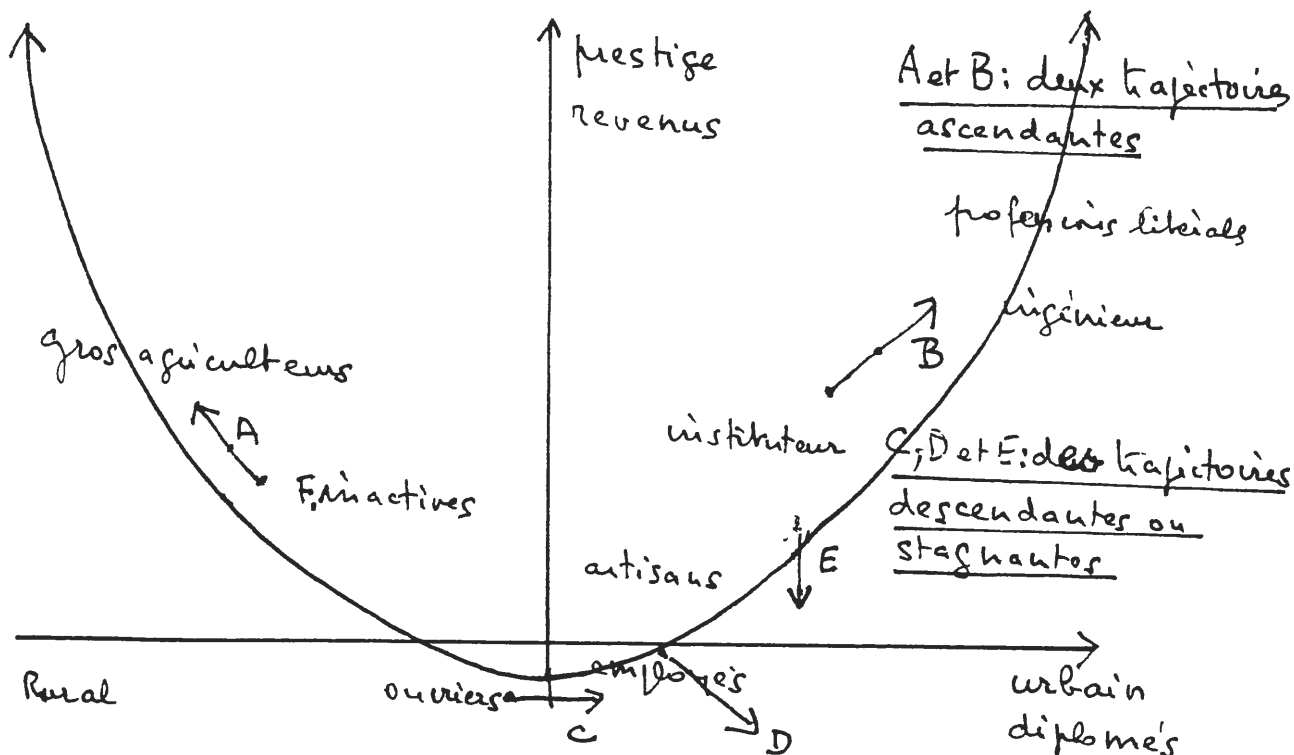 prestige
revenus
A et B : deux trajectoires
ascendantes
professions libérales
ingénieur
Gros agriculteurs
A
B
instituteur
F. inactives
C, D et E : des trajectoires
descendantes ou
stagnantes
artisans
E
Rural
ouvriers
employés
urbain
diplomés
C
D